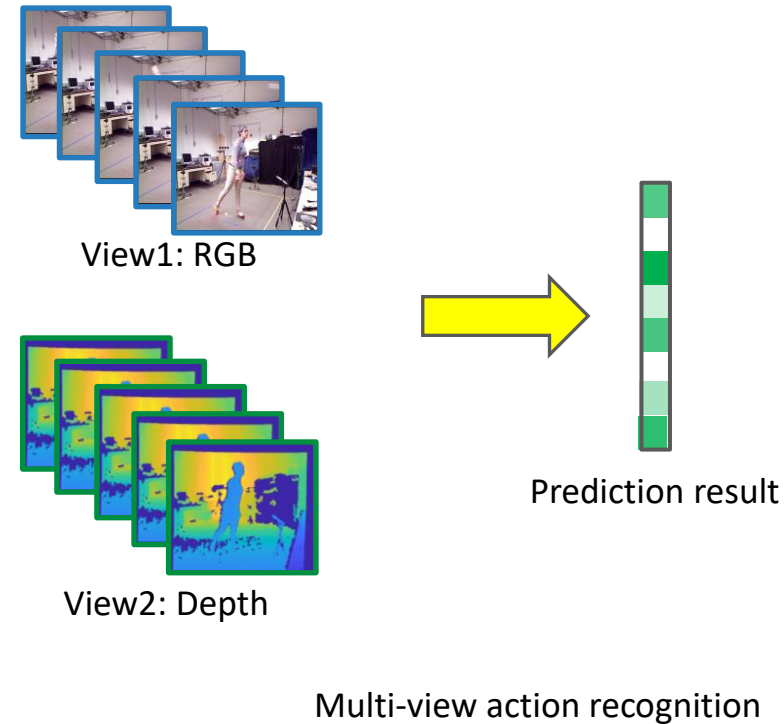 View1: RGB
View2: Depth
Prediction result
Multi-view action recognition